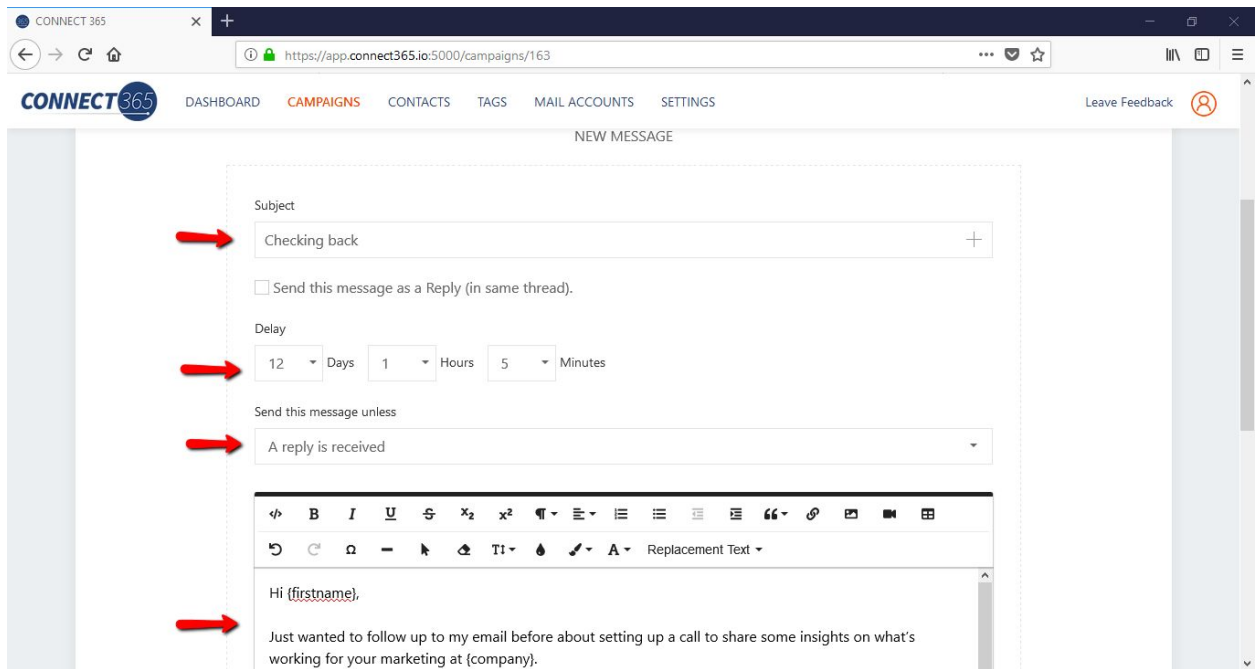 CONNECT 365
https://app.connect365.io:5000/campaigns/163
CONNECT365 DASHBOARD CAMPAIGNS CONTACTS TAGS MAIL ACCOUNTS SETTINGS Leave Feedback
NEW MESSAGE
Subject
Checking back
Send this message as a Reply (in same thread).
Delay
12 Days 1 Hours 5 Minutes
Send this message unless
A reply is received
B I U S x₂ x² ¶
Ω T A Replacement Text
Hi {firstname},
Just wanted to follow up to my email before about setting up a call to share some insights on what's
working for your marketing at {company}.